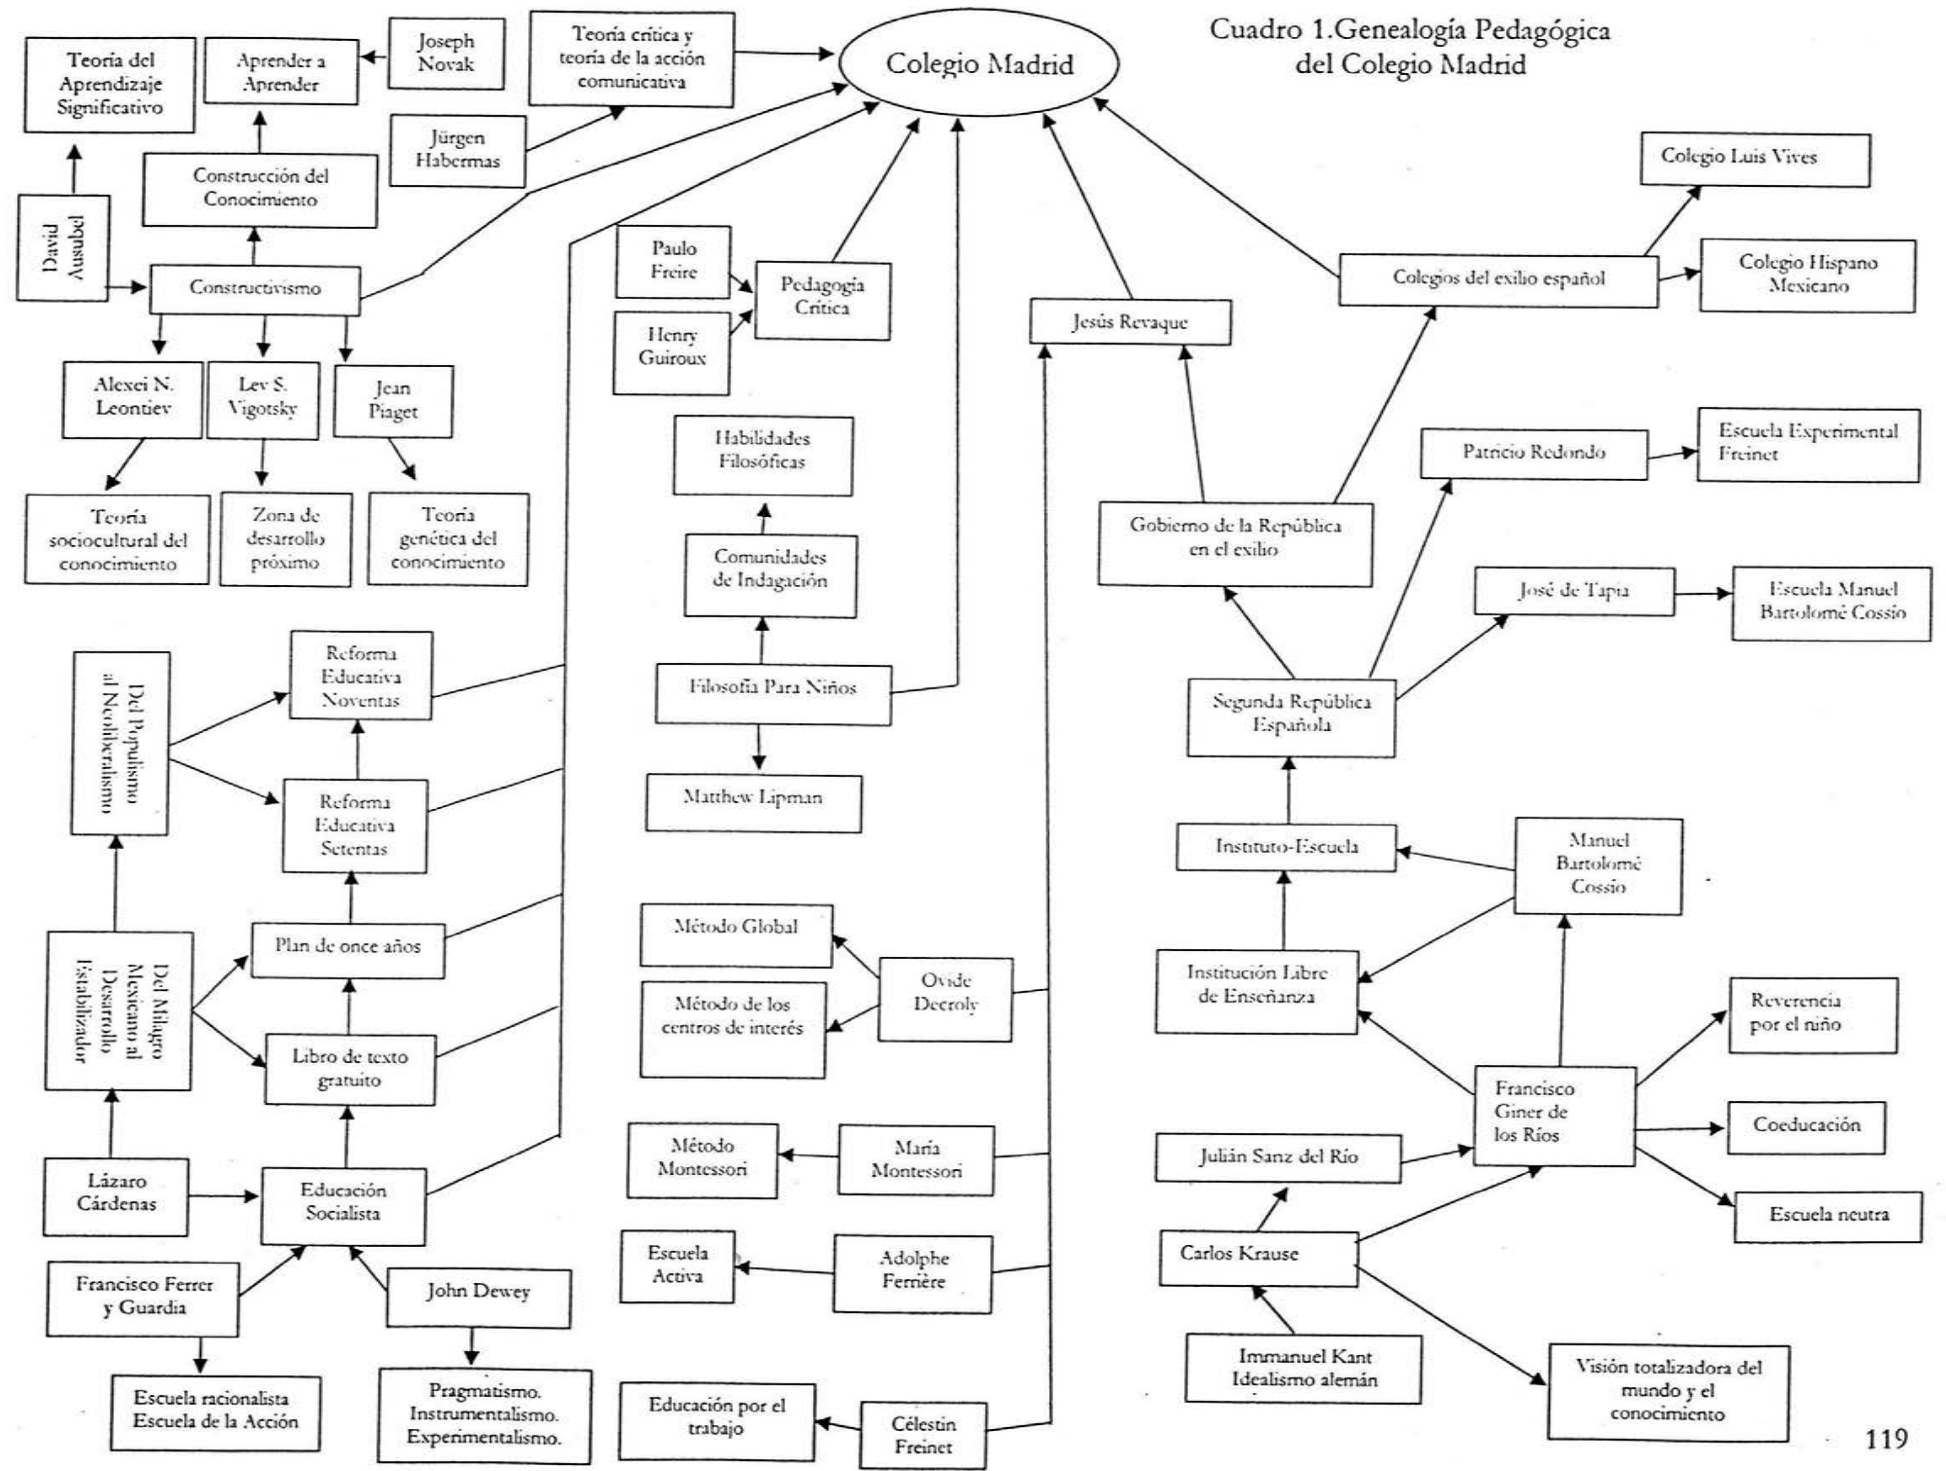 Cuadro 1.Genealogía Pedagógica
del Colegio Madrid
Colegio Madrid
Teoría del
Aprendizaje
Significativo
Aprender a
Aprender
Joseph
Novak
Teoría crítica y
teoría de la acción
comunicativa
Jürgen
Habermas
Construcción del
Conocimiento
David
Ausubel
Constructivismo
Alexei N.
Leontiev
Lev S.
Vigotsky
Jean
Piaget
Teoría
sociocultural del
conocimiento
Zona de
desarrollo
próximo
Teoría
genética del
conocimiento
Paulo
Freire
Henry
Guiroux
Pedagogía
Crítica
Habilidades
Filosóficas
Comunidades
de Indagación
Filosofía Para Niños
Matthew Lipman
Jesús Revaque
Colegios del exilio español
Colegio Luis Vives
Colegio Hispano
Mexicano
Patricio Redondo
Escuela Experimental
Freinet
Gobierno de la República
en el exilio
José de Tapia
Escuela Manuel
Bartolomé Cossío
Segunda República
Española
Instituto-Escuela
Manuel
Bartolomé
Cossío
Institución Libre
de Enseñanza
Francisco
Giner de
los Ríos
Reverencia
por el niño
Coeducación
Escuela neutra
Julián Sanz del Río
Carlos Krause
Immanuel Kant
Idealismo alemán
Visión totalizadora del
mundo y el
conocimiento
Del Populismo
al Neoliberalismo
Reforma
Educativa
Noventas
Reforma
Educativa
Setentas
Del Milagro
Mexicano al
Desarrollo
Estabilizador
Plan de once años
Libro de texto
gratuito
Lázaro
Cárdenas
Educación
Socialista
Francisco Ferrer
y Guardia
John Dewey
Escuela racionalista
Escuela de la Acción
Pragmatismo.
Instrumentalismo.
Experimentalismo.
Método Global
Método de los
centros de interés
Ovide
Decroly
Método
Montessori
María
Montessori
Escuela
Activa
Adolphe
Ferrière
Educación por el
trabajo
Célestin
Freinet
119